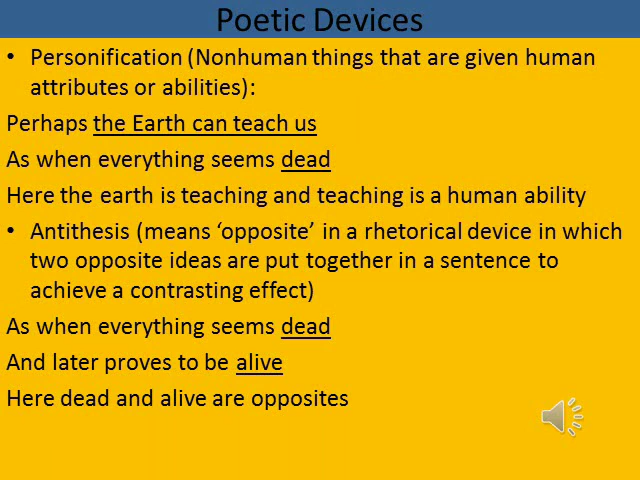 Poetic Devices
• Personification (Nonhuman things that are given human
attributes or abilities):
Perhaps the Earth can teach us
As when everything seems dead
Here the earth is teaching and teaching is a human ability
• Antithesis (means ‘opposite’ in a rhetorical device in which
two opposite ideas are put together in a sentence to
achieve a contrasting effect)
As when everything seems dead
And later proves to be alive
Here dead and alive are opposites